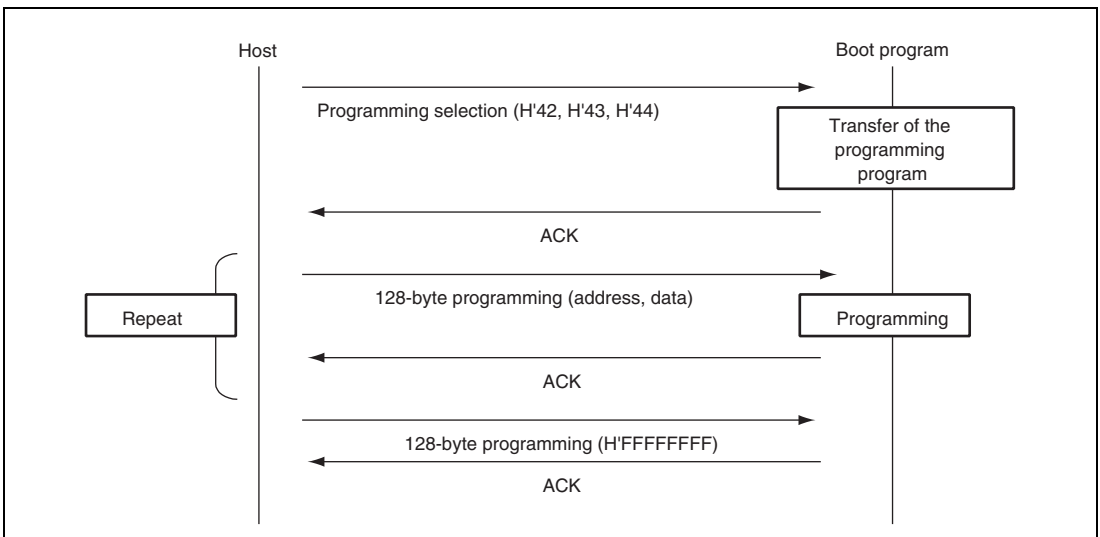 Host
Boot program
Programming selection (H'42, H'43, H'44)
Transfer of the
programming
program
ACK
128-byte programming (address, data)
Repeat
Programming
ACK
128-byte programming (H'FFFFFFFF)
ACK